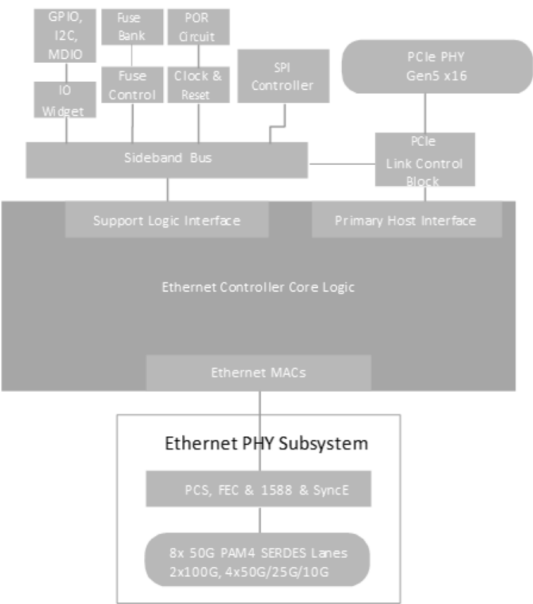 GPIO,
I2C,
MDIO
Fuse
Bank
POR
Circuit
SPI
Controller
PCIe PHY
Gen5 x16
IO
Widget
Fuse
Control
Clock &
Reset
Sideband Bus
PCIe
Link Control
Block
Support Logic Interface
Primary Host Interface
Ethernet Controller Core Logic
Ethernet MACs
Ethernet PHY Subsystem
PCS, FEC & 1588 & SyncE
8x 50G PAM4 SERDES Lanes
2x100G, 4x50G/25G/10G